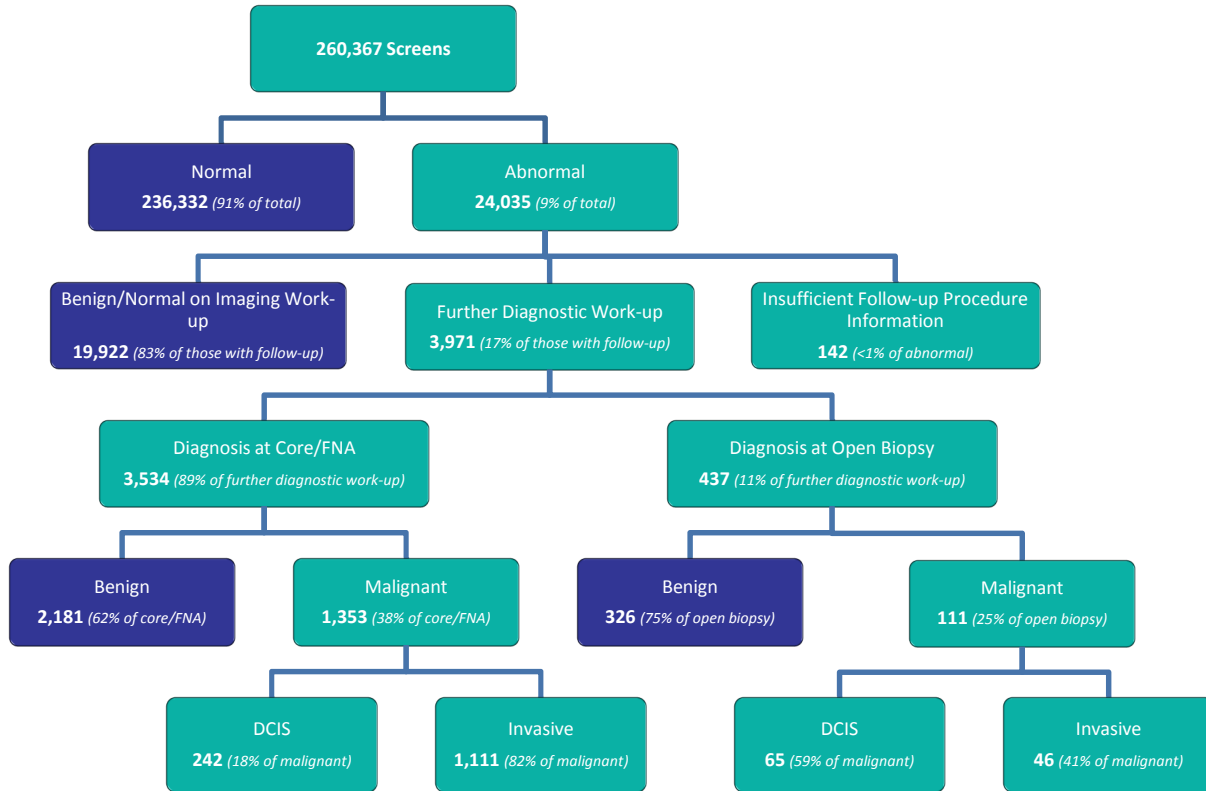 260,367 Screens
Normal
236,332 (91% of total)
Abnormal
24,035 (9% of total)
Benign/Normal on Imaging Work-
up
19,922 (83% of those with follow-up)
Further Diagnostic Work-up
3,971 (17% of those with follow-up)
Insufficient Follow-up Procedure
Information
142 (<1% of abnormal)
Diagnosis at Core/FNA
3,534 (89% of further diagnostic work-up)
Diagnosis at Open Biopsy
437 (11% of further diagnostic work-up)
Benign
2,181 (62% of core/FNA)
Malignant
1,353 (38% of core/FNA)
Benign
326 (75% of open biopsy)
Malignant
111 (25% of open biopsy)
DCIS
242 (18% of malignant)
Invasive
1,111 (82% of malignant)
DCIS
65 (59% of malignant)
Invasive
46 (41% of malignant)